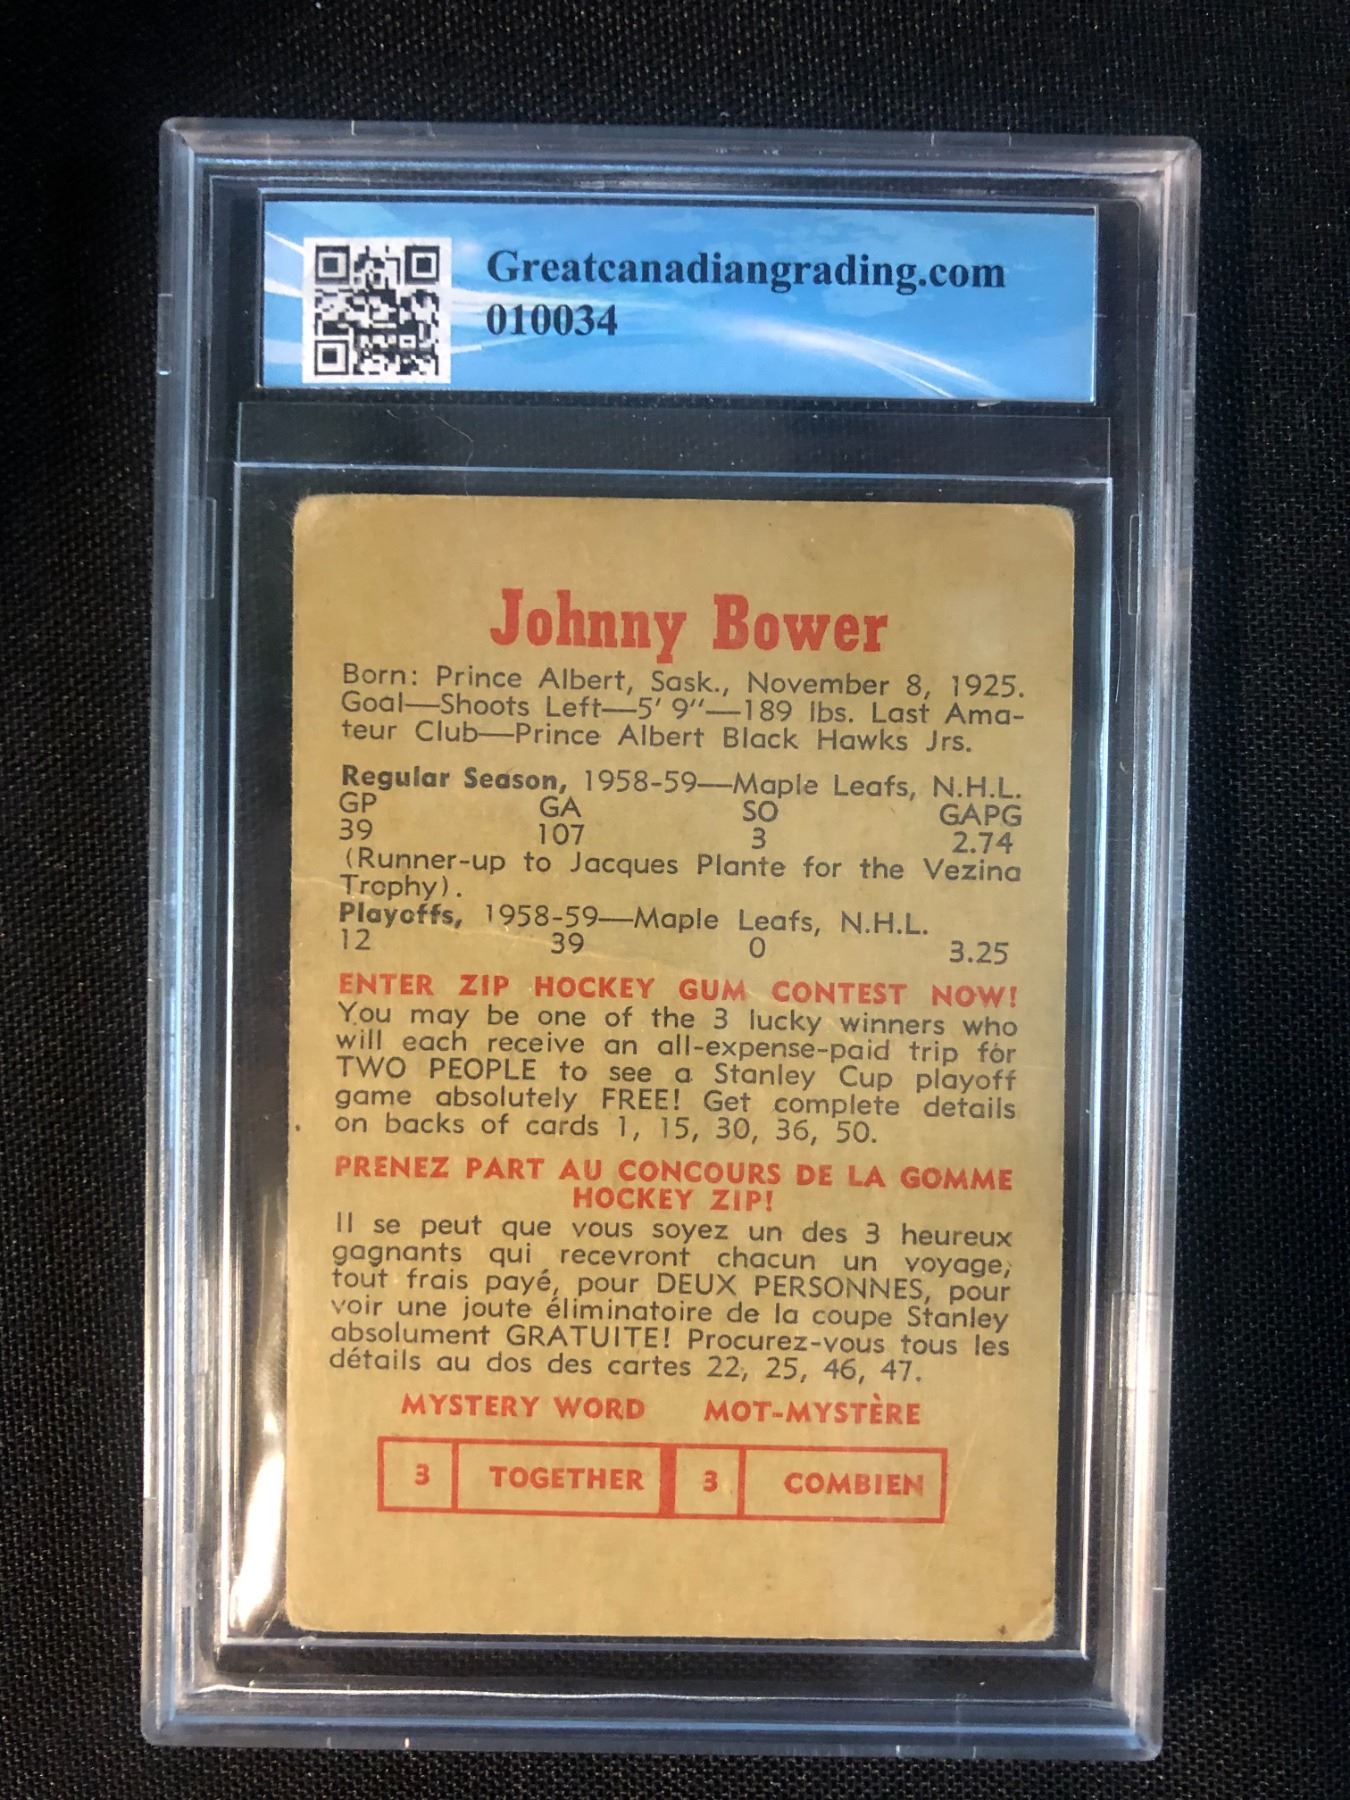 Greatcanadiangrading.com
010034
Johnny Bower
Born: Prince Albert, Sask., November 8, 1925.
Goal—Shoots Left—5' 9"—189 lbs. Last Ama-
teur Club—Prince Albert Black Hawks Jrs.
Regular Season, 1958-59—Maple Leafs, N.H.L.
GP GA SO GAPG
39 107 3 2.74
(Runner-up to Jacques Plante for the Vezina
Trophy).
Playoffs, 1958-59—Maple Leafs, N.H.L.
12 39 0 3.25
ENTER ZIP HOCKEY GUM CONTEST NOW!
You may be one of the 3 lucky winners who
will each receive an all-expense-paid trip for
TWO PEOPLE to see a Stanley Cup playoff
game absolutely FREE! Get complete details
on backs of cards 1, 15, 30, 36, 50.
PRENEZ PART AU CONCOURS DE LA GOMME
HOCKEY ZIP!
Il se peut que vous soyez un des 3 heureux
gagnants qui recevront chacun un voyage,
tout frais payé, pour DEUX PERSONNES, pour
voir une joute éliminatoire de la coupe Stanley
absolument GRATUITE! Procurez-vous tous les
détails au dos des cartes 22, 25, 46, 47.
MYSTERY WORD MOT-MYSTÈRE
3 TOGETHER 3 COMBIEN